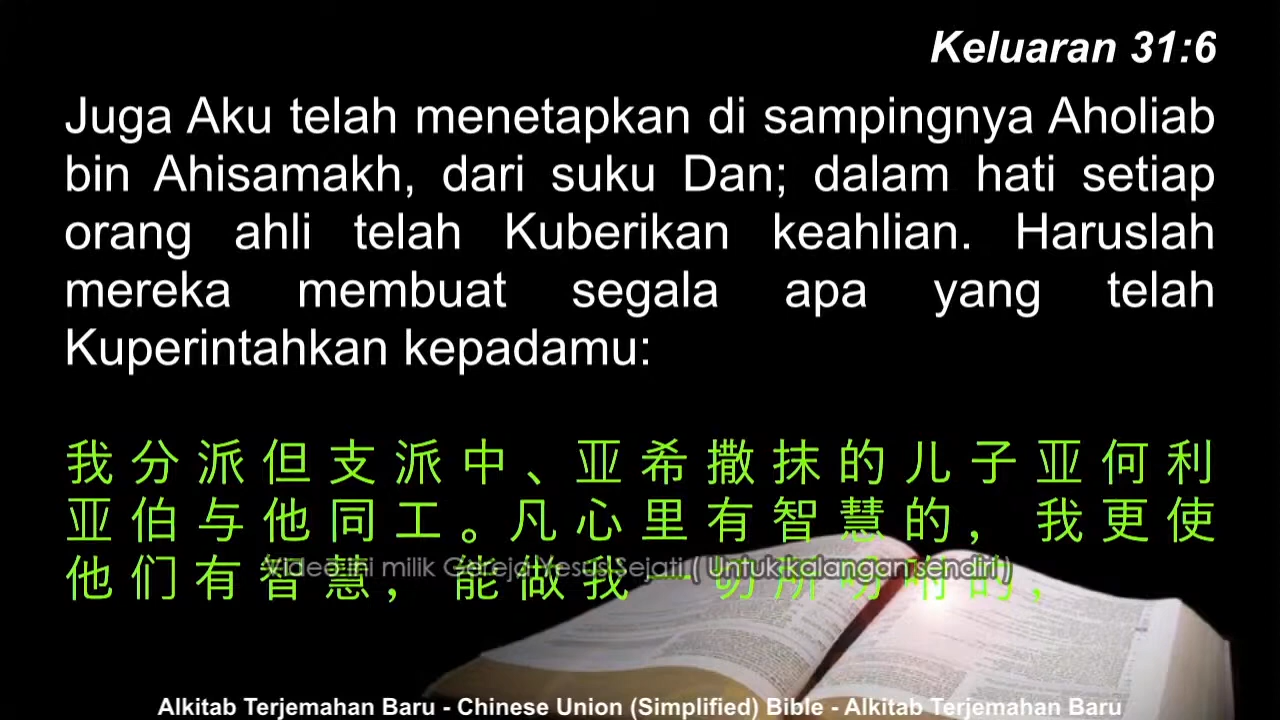 Keluaran 31:6
Juga Aku telah menetapkan di sampingnya Aholiab
bin Ahisamakh, dari suku Dan; dalam hati setiap
orang ahli telah Kuberikan keahlian. Haruslah
mereka membuat segala apa yang telah
Kuperintahkan kepadamu:
我分派但支派中、亚希撒抹的儿子亚何利
亚伯与他同工。凡心里有智慧的，我更使
他们有智慧，能做我一切所吩咐的，
Video ini milik Gereja Yesus Sejati ( Untuk kalangan sendiri )
Alkitab Terjemahan Baru - Chinese Union (Simplified) Bible - Alkitab Terjemahan Baru